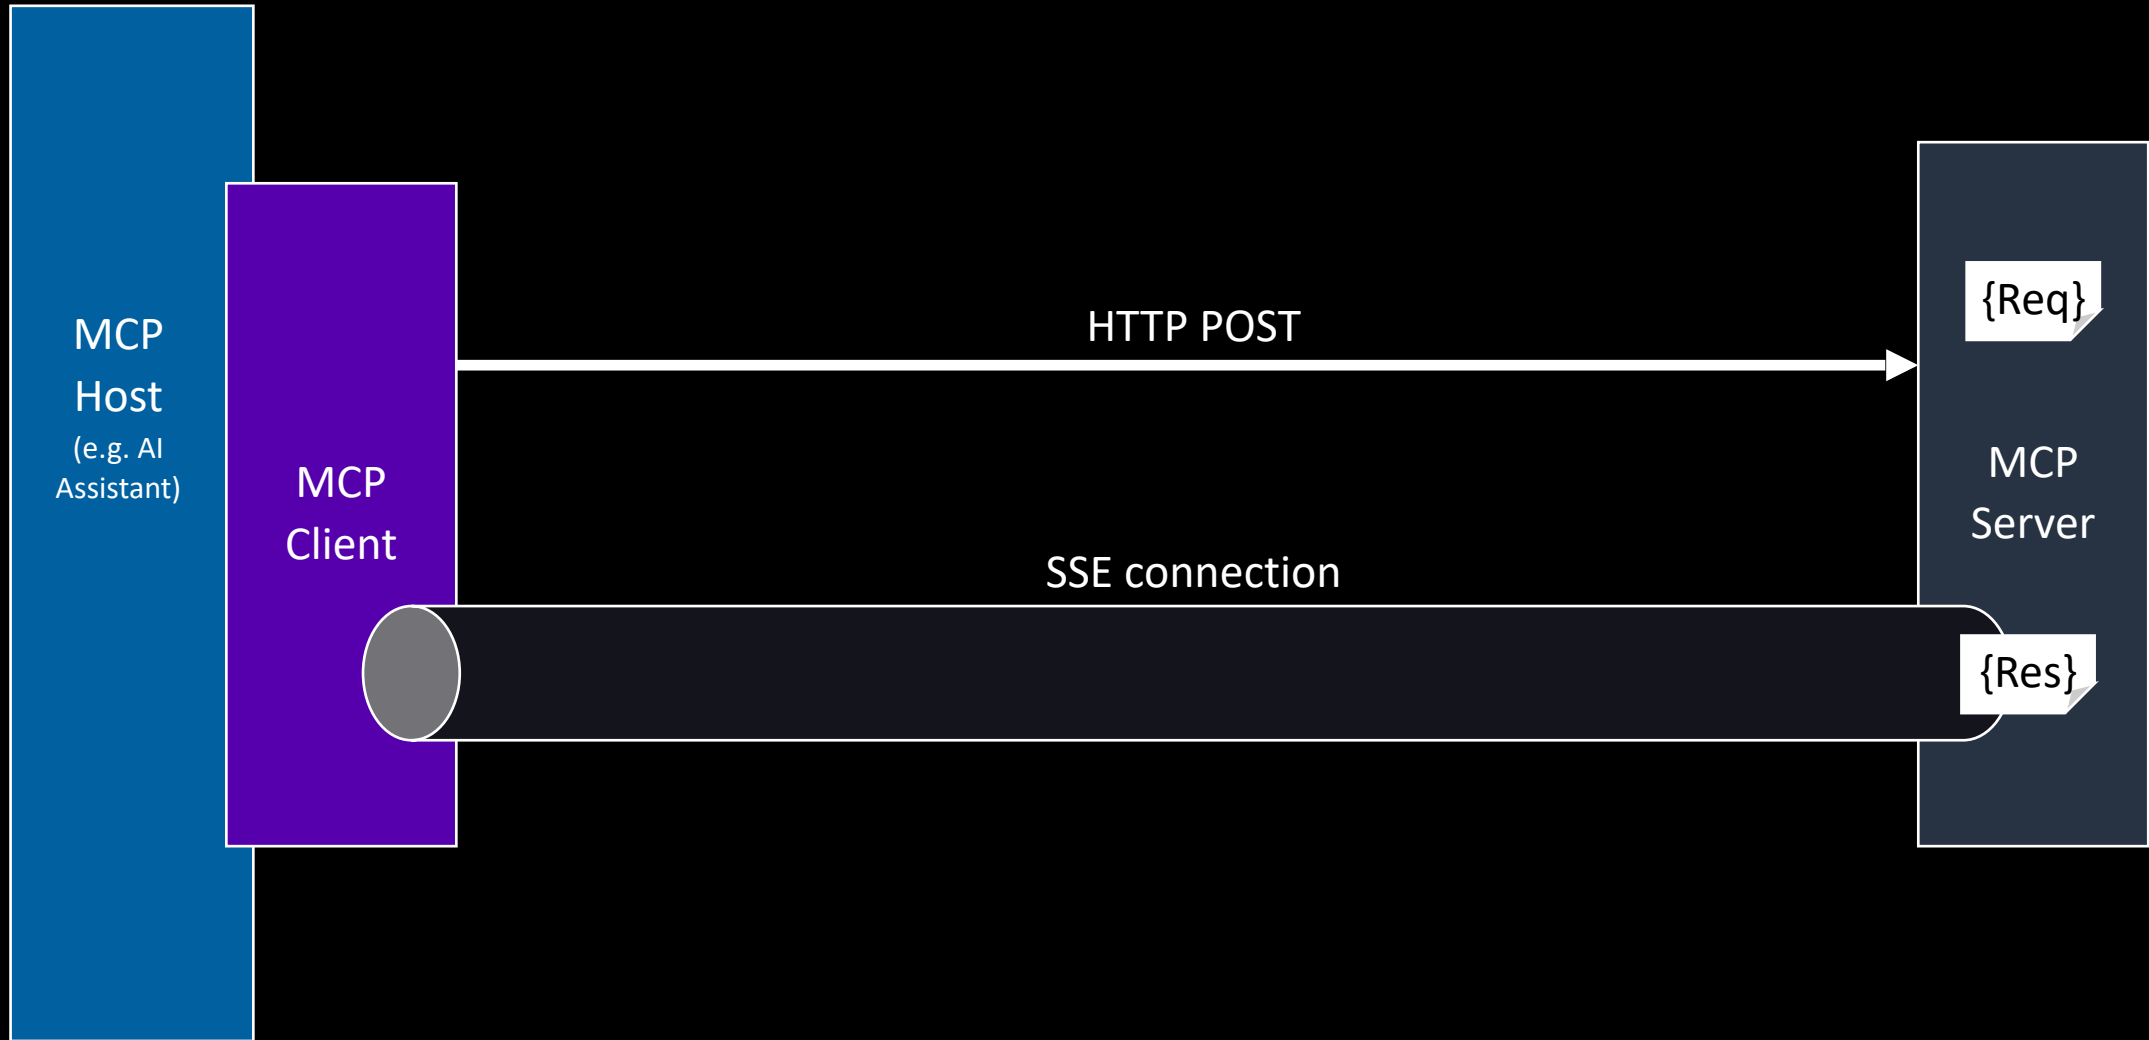 MCP
Host
(e.g. AI
Assistant)
MCP
Client
HTTP POST
SSE connection
{Req}
MCP
Server
{Res}